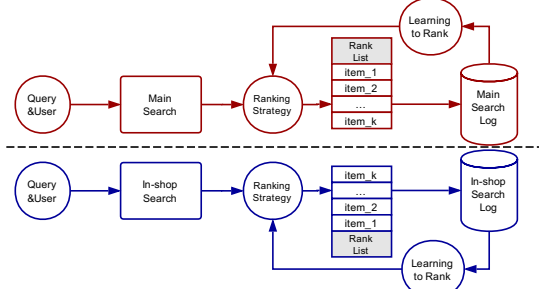 Learning
to Rank
Rank
List
item_1
item_2
...
item_k
Query
&User
Main
Search
Ranking
Strategy
Main
Search
Log
Query
&User
In-shop
Search
Ranking
Strategy
item_k
...
item_2
item_1
Rank
List
In-shop
Search
Log
Learning
to Rank